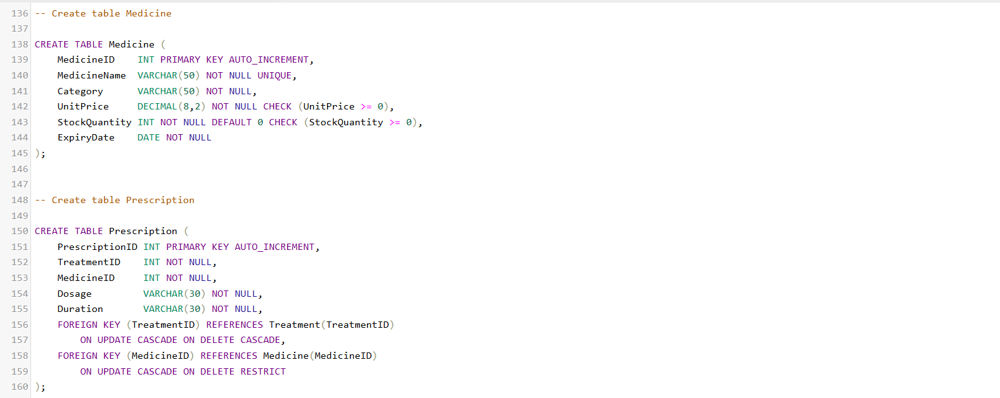 136 -- Create table Medicine
137
138 CREATE TABLE Medicine (
139     MedicineID    INT PRIMARY KEY AUTO_INCREMENT,
140     MedicineName  VARCHAR(50) NOT NULL UNIQUE,
141     Category      VARCHAR(50) NOT NULL,
142     UnitPrice     DECIMAL(8,2) NOT NULL CHECK (UnitPrice >= 0),
143     StockQuantity INT NOT NULL DEFAULT 0 CHECK (StockQuantity >= 0),
144     ExpiryDate    DATE NOT NULL
145 );
146
147
148 -- Create table Prescription
149
150 CREATE TABLE Prescription (
151     PrescriptionID INT PRIMARY KEY AUTO_INCREMENT,
152     TreatmentID    INT NOT NULL,
153     MedicineID     INT NOT NULL,
154     Dosage         VARCHAR(30) NOT NULL,
155     Duration       VARCHAR(30) NOT NULL,
156     FOREIGN KEY (TreatmentID) REFERENCES Treatment(TreatmentID)
157         ON UPDATE CASCADE ON DELETE CASCADE,
158     FOREIGN KEY (MedicineID) REFERENCES Medicine(MedicineID)
159         ON UPDATE CASCADE ON DELETE RESTRICT
160 );